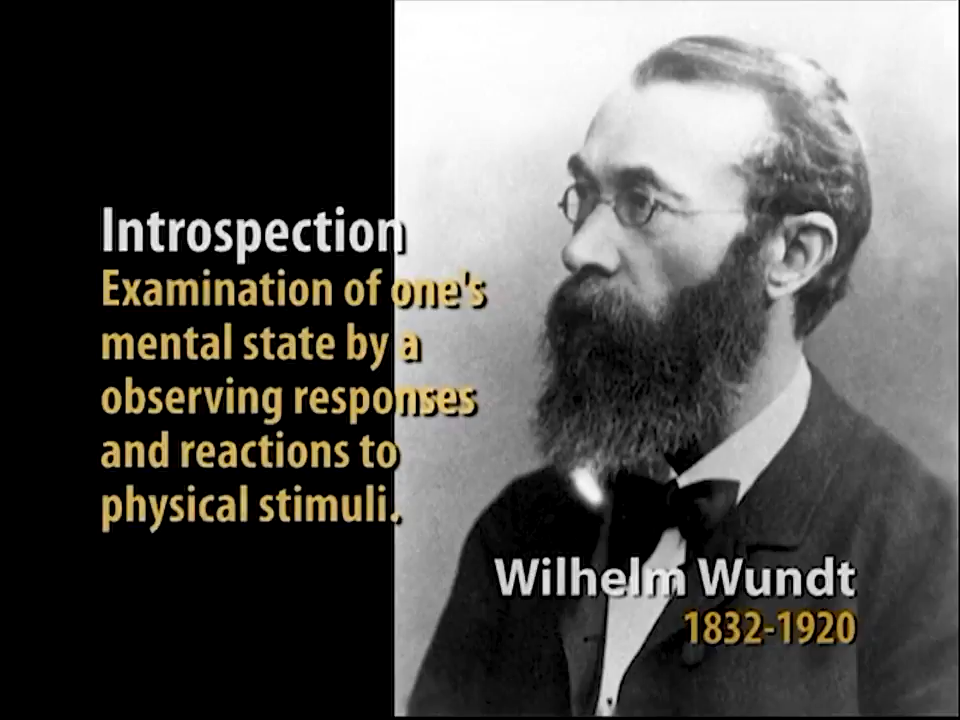 Introspection
Examination of one's
mental state by a
observing responses
and reactions to
physical stimuli.
Wilhelm Wundt
1832-1920